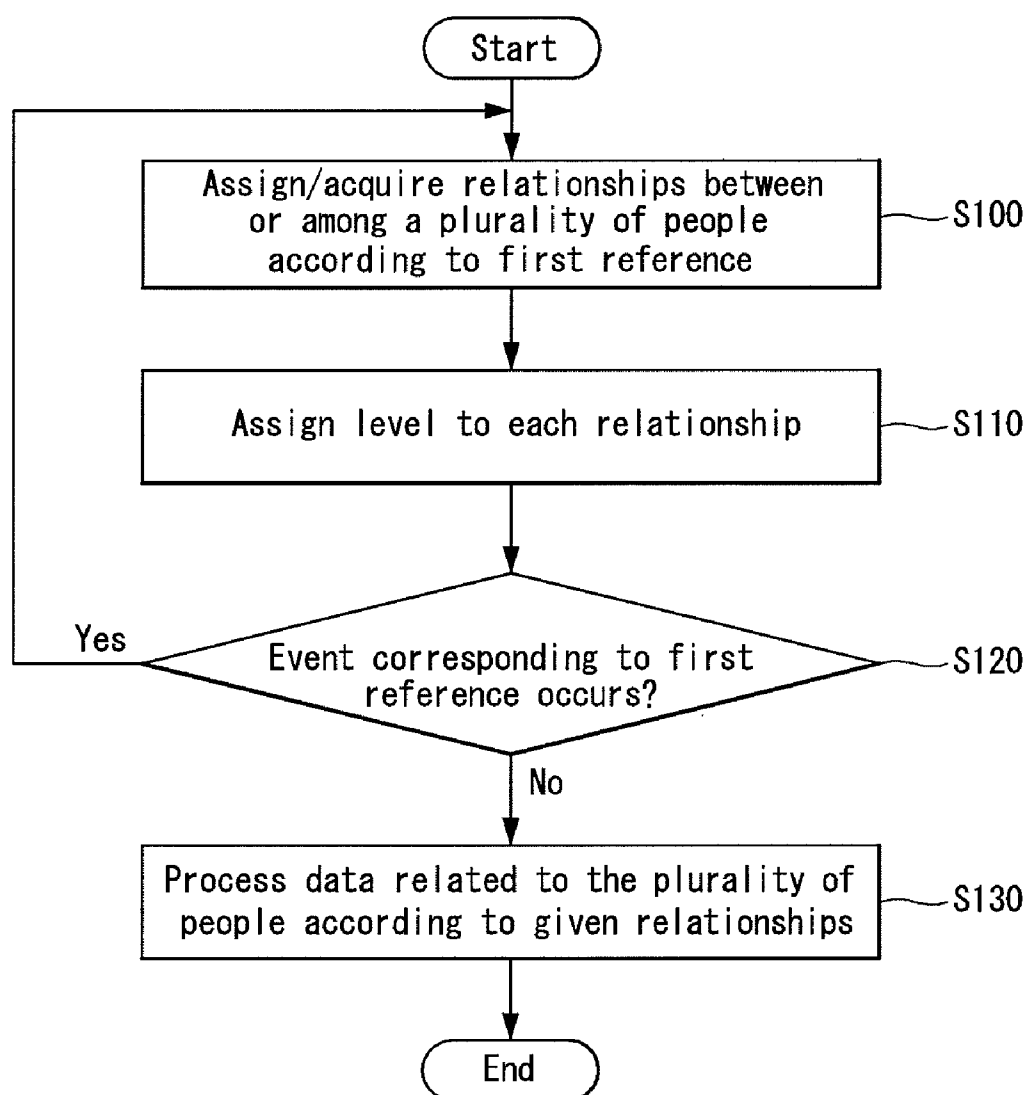 Start
Assign/acquire relationships between
or among a plurality of people
according to first reference
S100
Assign level to each relationship
S110
Yes
Event corresponding to first
reference occurs?
S120
No
Process data related to the plurality of
people according to given relationships
S130
End